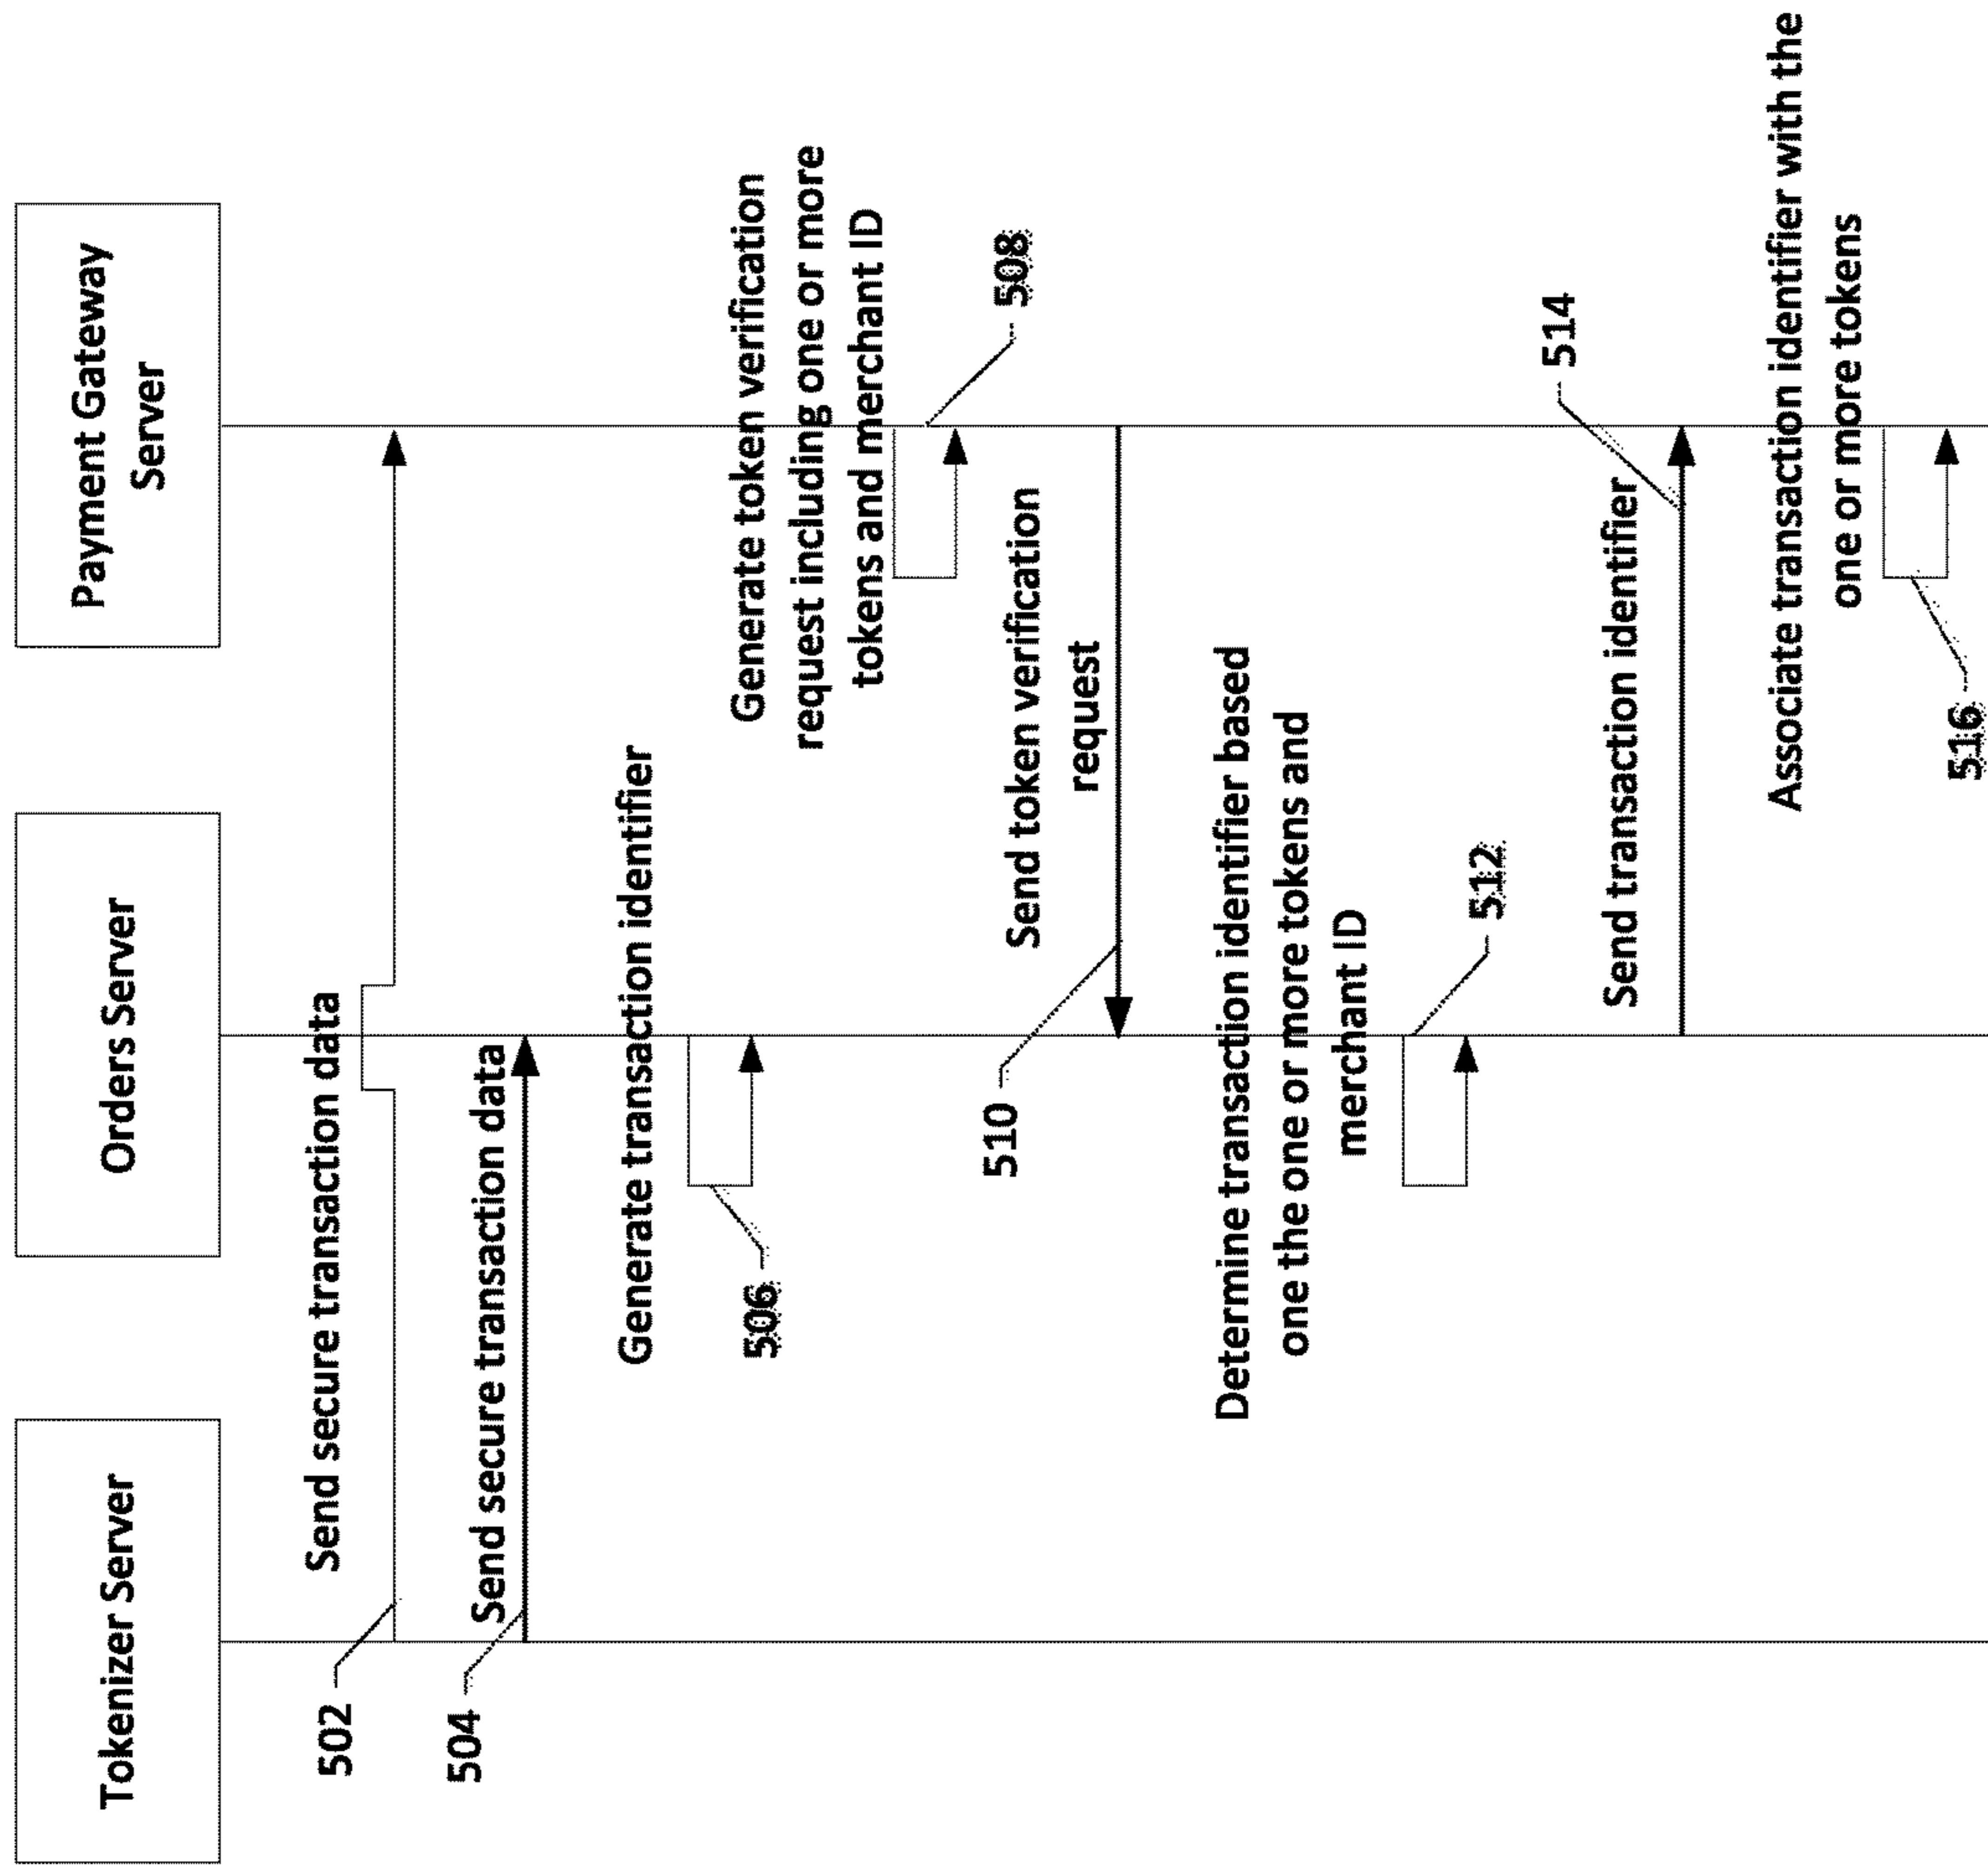 Tokenizer Server
Orders Server
Payment Gateway
Server
Send secure transaction data
502
Send secure transaction data
504
Generate transaction identifier
506
Generate token verification
request including one or more
tokens and merchant ID
508
Send token verification
request
510
Determine transaction identifier based
one the one or more tokens and
merchant ID
512
Send transaction identifier
514
Associate transaction identifier with the
one or more tokens
516